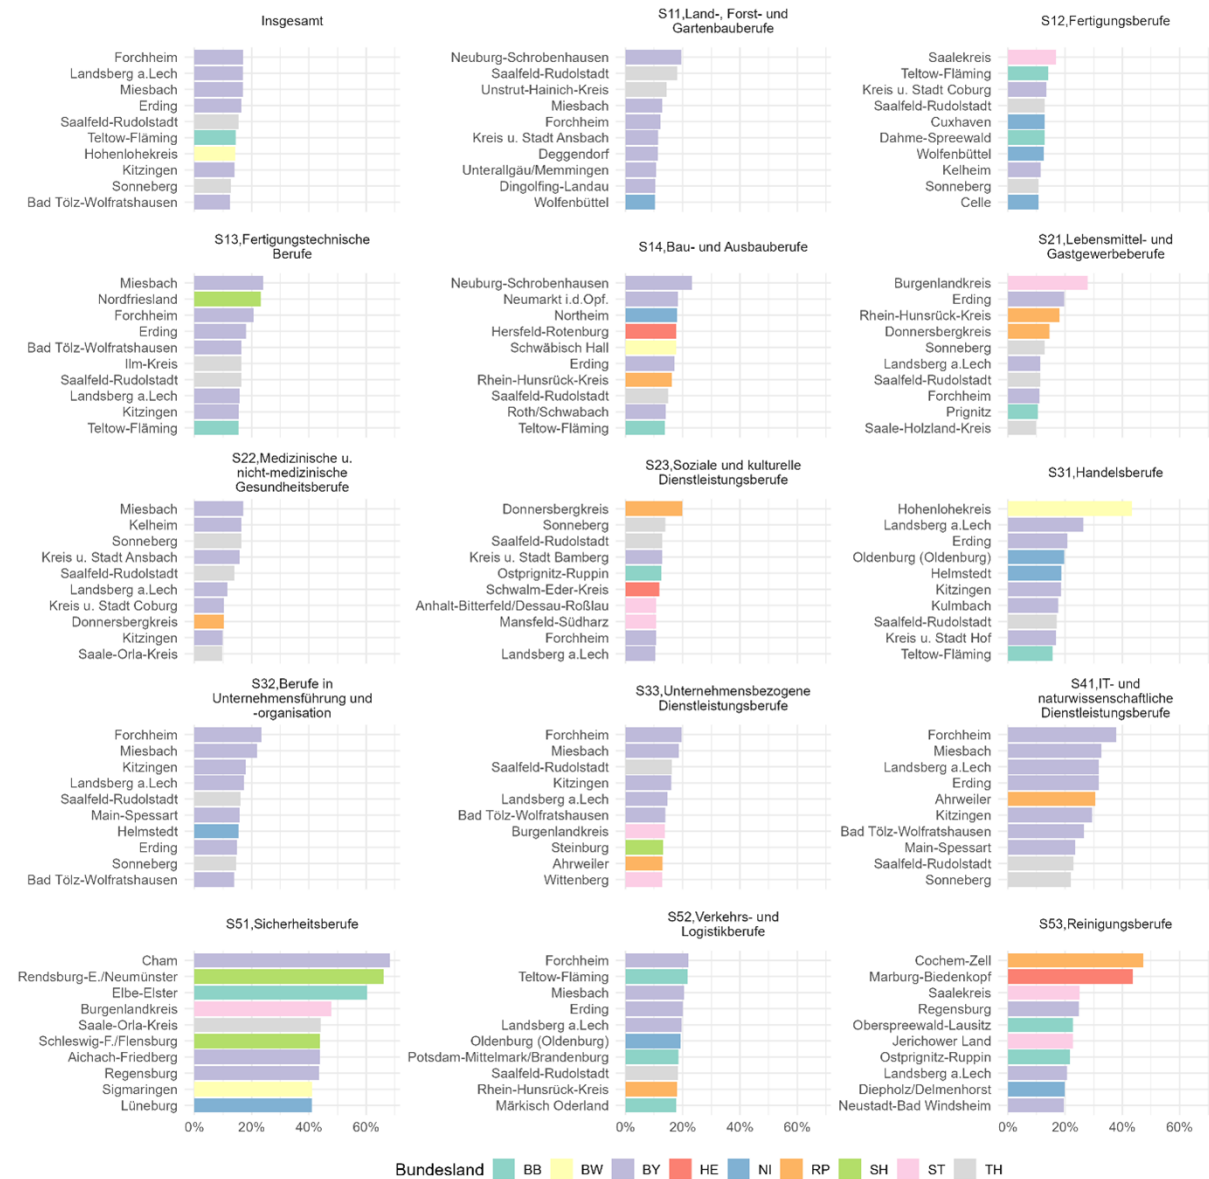 Insgesamt
Forchheim
Landsberg a.Lech
Miesbach
Erding
Saalfeld-Rudolstadt
Teltow-Fläming
Hohenlohekreis
Kitzingen
Sonneberg
Bad Tölz-Wolfratshausen
S11,Land-, Forst- und
Gartenbauberufe
Neuburg-Schrobenhausen
Saalfeld-Rudolstadt
Unstrut-Hainich-Kreis
Miesbach
Forchheim
Kreis u. Stadt Ansbach
Deggendorf
Unterallgäu/Memmingen
Dingolfing-Landau
Wolfenbüttel
S12,Fertigungsberufe
Saalekreis
Teltow-Fläming
Kreis u. Stadt Coburg
Saalfeld-Rudolstadt
Cuxhaven
Dahme-Spreewald
Wolfenbüttel
Kelheim
Sonneberg
Celle
S13,Fertigungstechnische
Berufe
Miesbach
Nordfriesland
Forchheim
Erding
Bad Tölz-Wolfratshausen
Ilm-Kreis
Saalfeld-Rudolstadt
Landsberg a.Lech
Kitzingen
Teltow-Fläming
S14,Bau- und Ausbauberufe
Neuburg-Schrobenhausen
Neumarkt i.d.Opf.
Northeim
Hersfeld-Rotenburg
Schwäbisch Hall
Erding
Rhein-Hunsrück-Kreis
Saalfeld-Rudolstadt
Roth/Schwabach
Teltow-Fläming
S21,Lebensmittel- und
Gastgewerbeberufe
Burgenlandkreis
Erding
Rhein-Hunsrück-Kreis
Donnersbergkreis
Sonneberg
Landsberg a.Lech
Saalfeld-Rudolstadt
Forchheim
Prignitz
Saale-Holzland-Kreis
S22,Medizinische u.
nicht-medizinische
Gesundheitsberufe
Miesbach
Kelheim
Sonneberg
Kreis u. Stadt Ansbach
Saalfeld-Rudolstadt
Landsberg a.Lech
Kreis u. Stadt Coburg
Donnersbergkreis
Kitzingen
Saale-Orla-Kreis
S23,Soziale und kulturelle
Dienstleistungsberufe
Donnersbergkreis
Sonneberg
Saalfeld-Rudolstadt
Kreis u. Stadt Bamberg
Ostprignitz-Ruppin
Schwalm-Eder-Kreis
Anhalt-Bitterfeld/Dessau-Roßlau
Mansfeld-Südharz
Forchheim
Landsberg a.Lech
S31,Handelsberufe
Hohenlohekreis
Landsberg a.Lech
Erding
Oldenburg (Oldenburg)
Helmstedt
Kitzingen
Kulmbach
Saalfeld-Rudolstadt
Kreis u. Stadt Hof
Teltow-Fläming
S32,Berufe in
Unternehmensführung und
-organisation
Forchheim
Miesbach
Kitzingen
Landsberg a.Lech
Saalfeld-Rudolstadt
Main-Spessart
Helmstedt
Erding
Sonneberg
Bad Tölz-Wolfratshausen
S33,Unternehmensbezogene
Dienstleistungsberufe
Forchheim
Miesbach
Saalfeld-Rudolstadt
Kitzingen
Landsberg a.Lech
Bad Tölz-Wolfratshausen
Burgenlandkreis
Steinburg
Ahrweiler
Wittenberg
S41,IT- und
naturwissenschaftliche
Dienstleistungsberufe
Forchheim
Miesbach
Landsberg a.Lech
Erding
Ahrweiler
Kitzingen
Bad Tölz-Wolfratshausen
Main-Spessart
Saalfeld-Rudolstadt
Sonneberg
S51,Sicherheitsberufe
Cham
Rendsburg-E./Neumünster
Elbe-Elster
Burgenlandkreis
Saale-Orla-Kreis
Schleswig-F./Flensburg
Aichach-Friedberg
Regensburg
Sigmaringen
Lüneburg
0% 20% 40% 60%
S52,Verkehrs- und
Logistikberufe
Forchheim
Teltow-Fläming
Miesbach
Erding
Landsberg a.Lech
Oldenburg (Oldenburg)
Potsdam-Mittelmark/Brandenburg
Saalfeld-Rudolstadt
Rhein-Hunsrück-Kreis
Märkisch Oderland
0% 20% 40% 60%
S53,Reinigungsberufe
Cochem-Zell
Marburg-Biedenkopf
Saalekreis
Regensburg
Oberspreewald-Lausitz
Jerichower Land
Ostprignitz-Ruppin
Landsberg a.Lech
Diepholz/Delmenhorst
Neustadt-Bad Windsheim
0% 20% 40% 60%
Bundesland BB BW BY HE NI RP SH ST TH